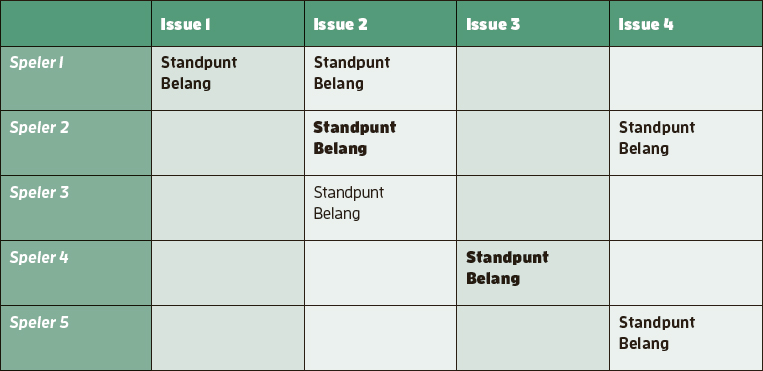 Issue 1 Issue 2 Issue 3 Issue 4
Speler 1 Standpunt Standpunt
Belang Belang
Speler 2 Standpunt Standpunt
Belang Belang
Speler 3 Standpunt
Belang
Speler 4 Standpunt
Belang
Speler 5 Standpunt
Belang